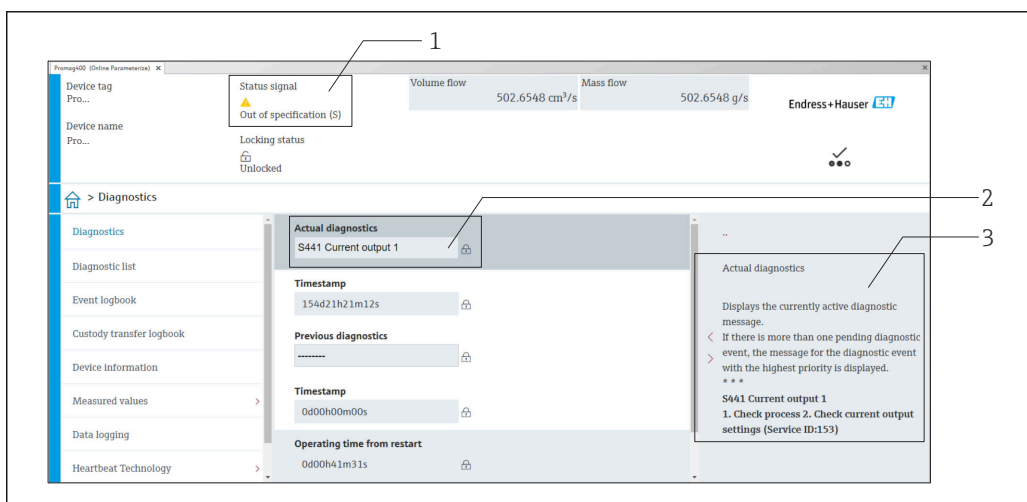 1
Promag400 (Online Parameterize) ×
×
Device tag
Pro...
Device name
Pro...
Status signal
Out of specification (S)
Locking status
Unlocked
Volume flow
502.6548 cm³/s
Mass flow
502.6548 g/s
Endress+Hauser EH
> Diagnostics
2
3
Diagnostics
Diagnostic list
Event logbook
Custody transfer logbook
Device information
Measured values >
Data logging
Heartbeat Technology >
Actual diagnostics
S441 Current output 1
Timestamp
154d21h21m12s
Previous diagnostics
--------
Timestamp
0d00h00m00s
Operating time from restart
0d00h41m31s
..
Actual diagnostics
Displays the currently active diagnostic
message.
If there is more than one pending diagnostic
event, the message for the diagnostic event
with the highest priority is displayed.
* * *
S441 Current output 1
1. Check process 2. Check current output
settings (Service ID:153)